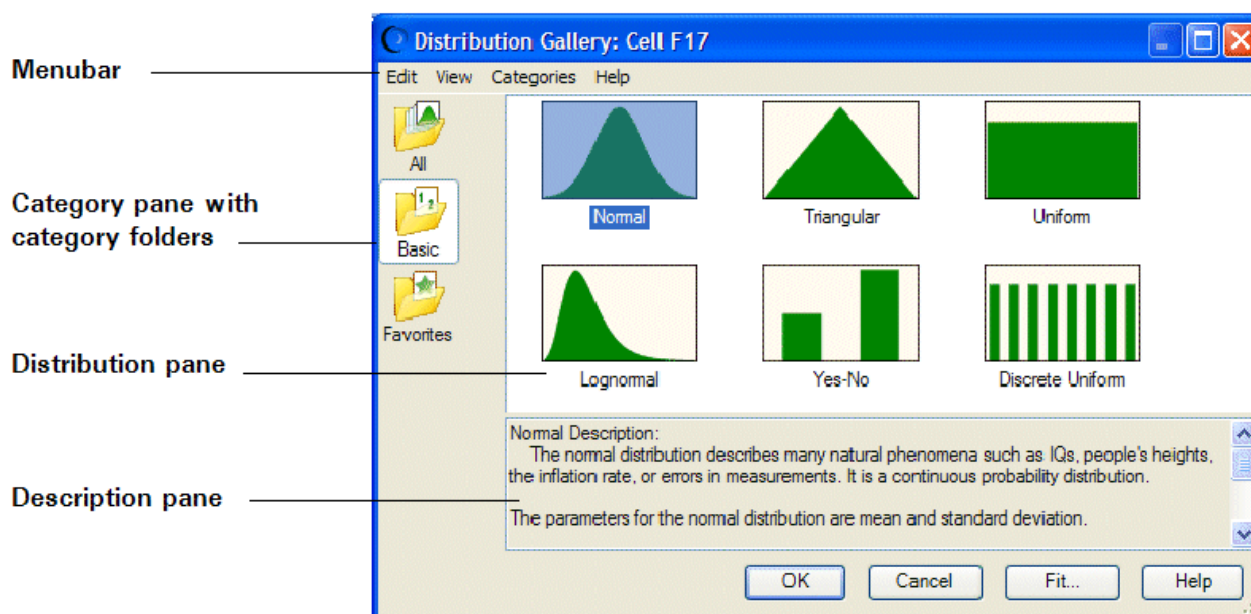 Distribution Gallery: Cell F17
Menubar
Edit View Categories Help
All
Category pane with
category folders
Basic
Favorites
Normal Triangular Uniform
Distribution pane
Lognormal Yes-No Discrete Uniform
Description pane
Normal Description:
The normal distribution describes many natural phenomena such as IQs, people's heights,
the inflation rate, or errors in measurements. It is a continuous probability distribution.
The parameters for the normal distribution are mean and standard deviation.
OK Cancel Fit... Help